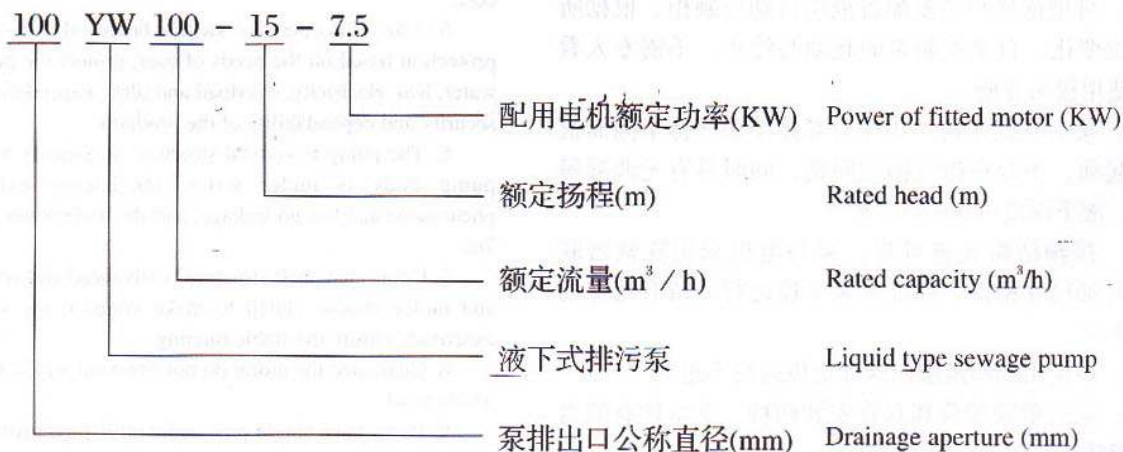 100 YW 100 - 15 - 7.5
配用电机额定功率(KW) Power of fitted motor (KW)
额定扬程(m) Rated head (m)
额定流量(m³/h) Rated capacity (m³/h)
液下式排污泵 Liquid type sewage pump
泵排出口公称直径(mm) Drainage aperture (mm)